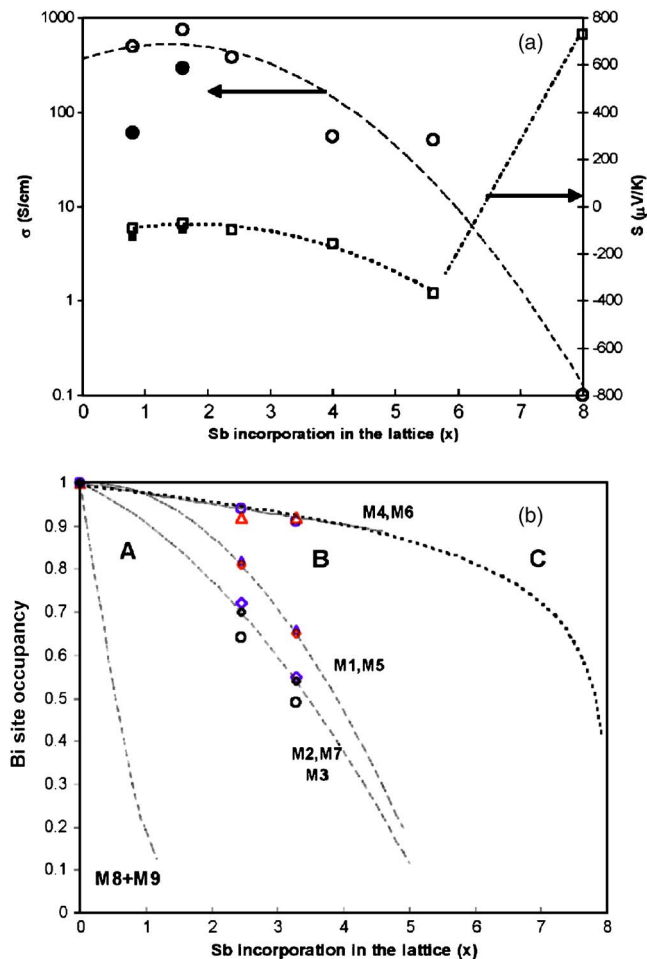 1000
100
10
1
0.1
σ (S/cm)
(a)
800
600
400
200
0
-200
-400
-600
-800
S (μV/K)
0 1 2 3 4 5 6 7 8
Sb incorporation in the lattice (x)
1
0.9
0.8
0.7
0.6
0.5
0.4
0.3
0.2
0.1
0
Bi site occupancy
(b)
M4,M6
A B C
M1,M5
M2,M7
M3
M8+M9
0 1 2 3 4 5 6 7 8
Sb incorporation in the lattice (x)